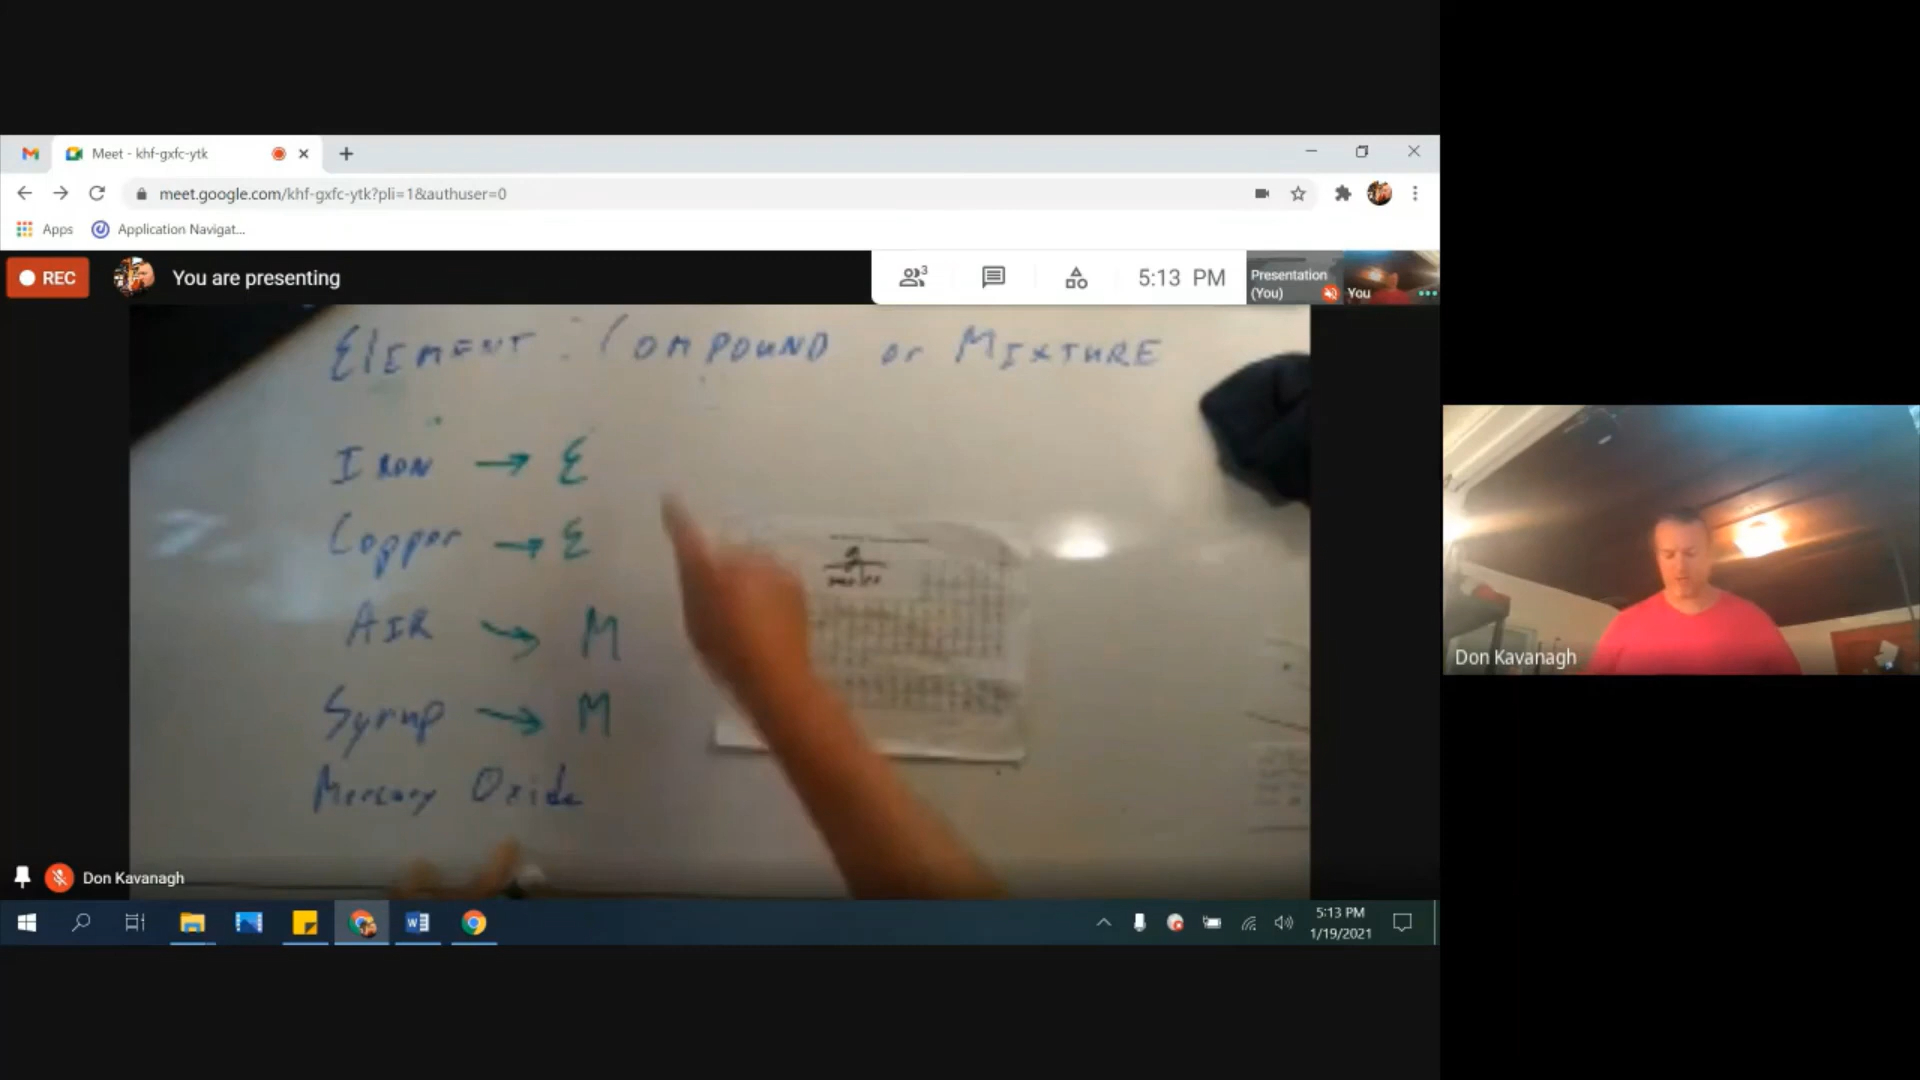 Meet - khf-gxfc-ytk
meet.google.com/khf-gxfc-ytk?pli=1&authuser=0
Apps Application Navigat...
REC You are presenting 3 5:13 PM Presentation (You) You
ELEMENT : COMPOUND or MIXTURE
IRON → E
Copper → E
AIR → M
Syrup → M
Mercury Oxide
g
Don Kavanagh
Don Kavanagh
5:13 PM
1/19/2021